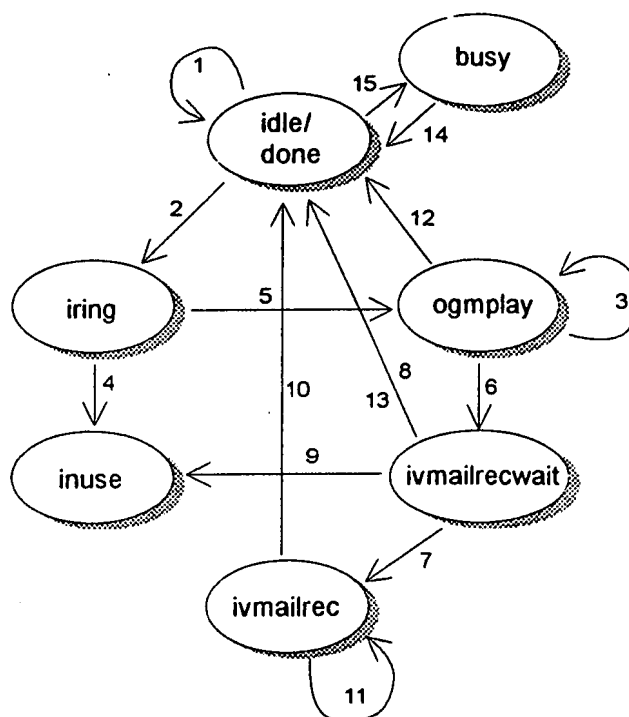 1
busy
15
idle/
done
14
2
12
iring
5
ogmplay
3
4
10
8
13
6
inuse
9
ivmailrecwait
7
ivmailrec
11